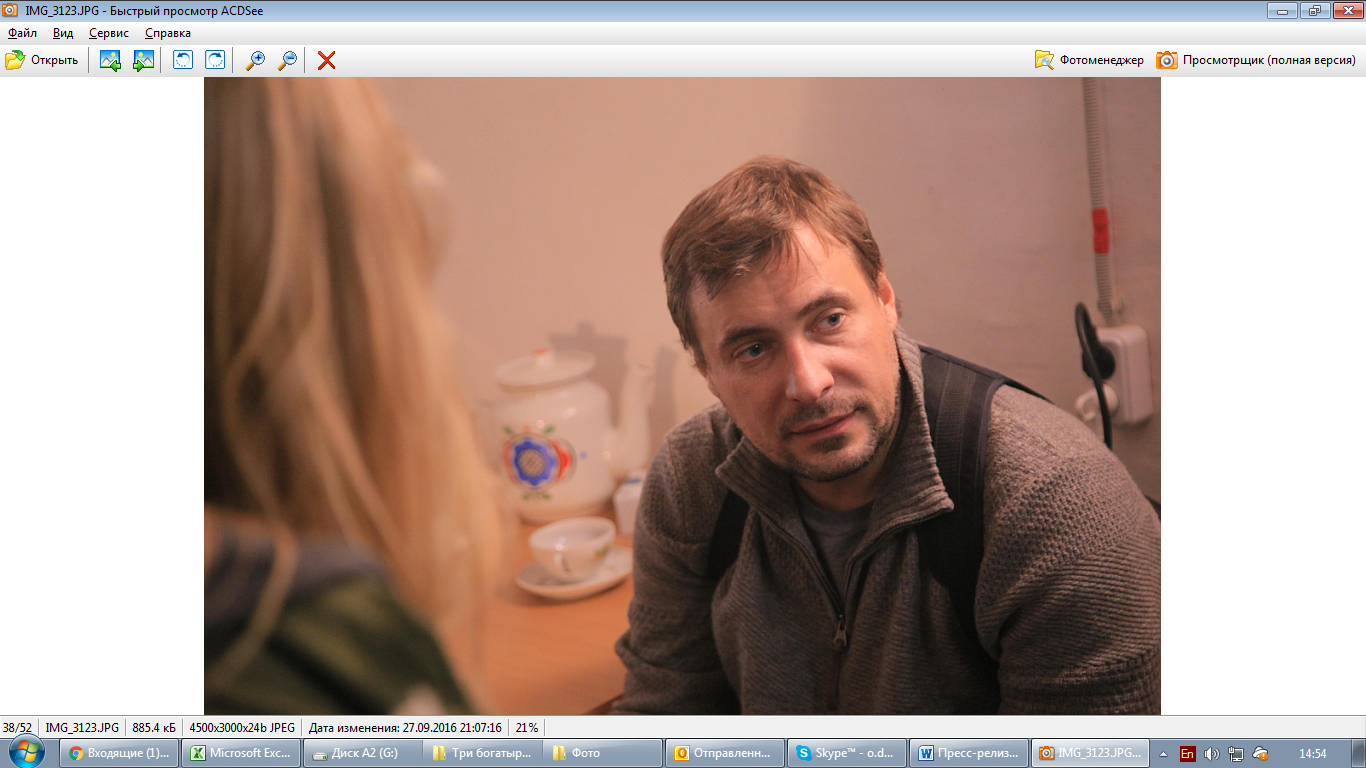 IMG_3123.JPG - Быстрый просмотр ACDSee
Файл Вид Сервис Справка
Открыть Фотоменеджер Просмотрщик (полная версия)
38/52 IMG_3123.JPG 885.4 кБ 4500x3000x24b JPEG Дата изменения: 27.09.2016 21:07:16 21%
Входящие (1)... Microsoft Exc... Диск A2 (G:) Три богатыр... Фото Отправленн... Skype™ - o.d... Пресс-релиз... IMG_3123.JPG... En 14:54